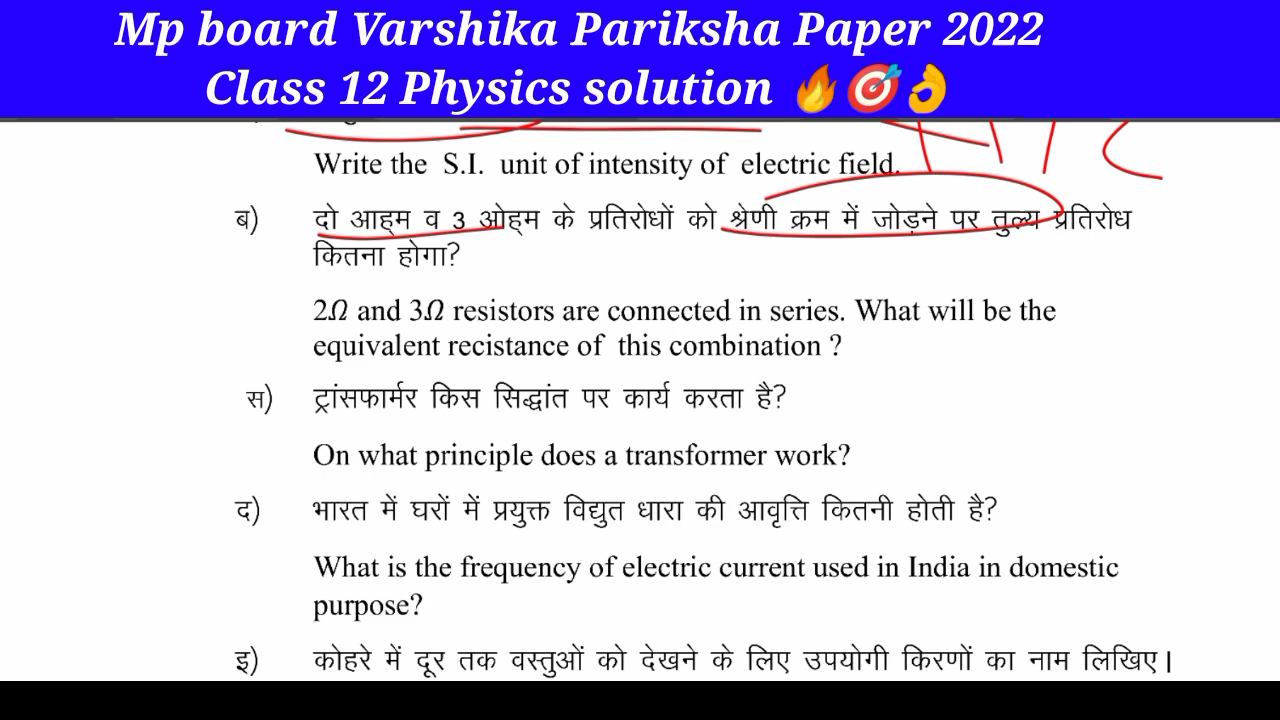 Mp board Varshika Pariksha Paper 2022
Class 12 Physics solution 🔥🎯👌
Write the S.I. unit of intensity of electric field.
ब) दो आह्म व 3 ओह्म के प्रतिरोधों को श्रेणी क्रम में जोड़ने पर तुल्य प्रतिरोध
कितना होगा?
2Ω and 3Ω resistors are connected in series. What will be the
equivalent recistance of this combination ?
स) ट्रांसफार्मर किस सिद्धांत पर कार्य करता है?
On what principle does a transformer work?
द) भारत में घरों में प्रयुक्त विद्युत धारा की आवृत्ति कितनी होती है?
What is the frequency of electric current used in India in domestic
purpose?
इ) कोहरे में दूर तक वस्तुओं को देखने के लिए उपयोगी किरणों का नाम लिखिए।